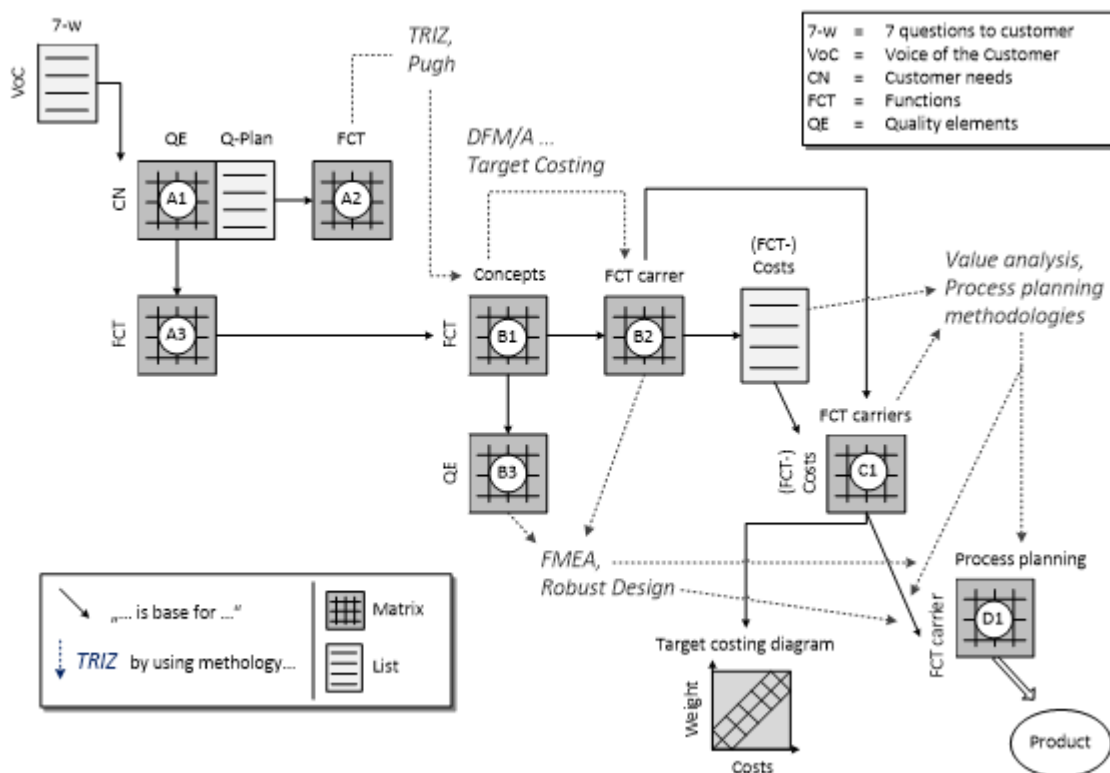 7-w
VoC
TRIZ,
Pugh
7-w = 7 questions to customer
VoC = Voice of the Customer
CN = Customer needs
FCT = Functions
QE = Quality elements
QE
Q-Plan
FCT
CN
A1
A2
DFM/A ...
Target Costing
(FCT-)
Costs
Value analysis,
Process planning
methodologies
Concepts
FCT carrer
FCT
A3
FCT
B1
B2
FCT carriers
QE
B3
(FCT-)
Costs
C1
FMEA,
Robust Design
Process planning
FCT carrier
D1
„... is base for ...“
TRIZ by using methology...
Matrix
List
Target costing diagram
Weight
Costs
Product